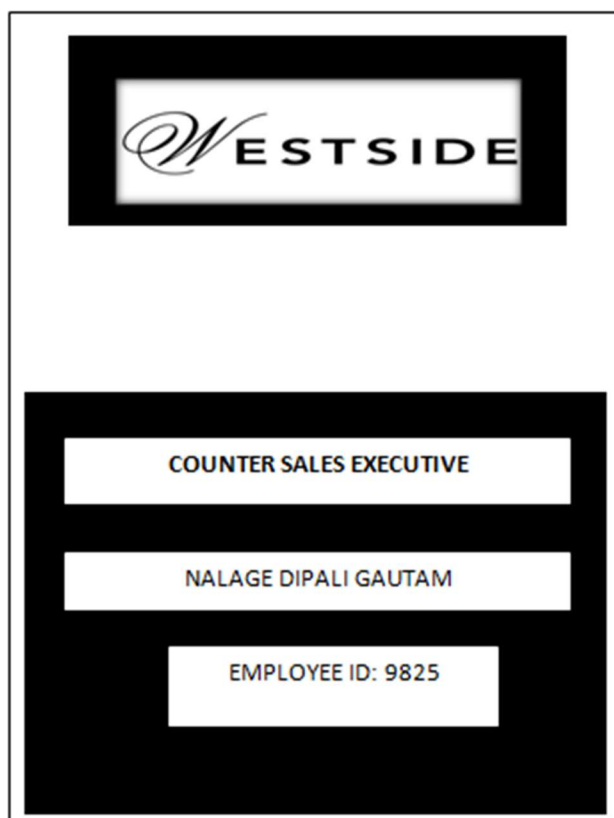 WESTSIDE
COUNTER SALES EXECUTIVE
NALAGE DIPALI GAUTAM
EMPLOYEE ID: 9825